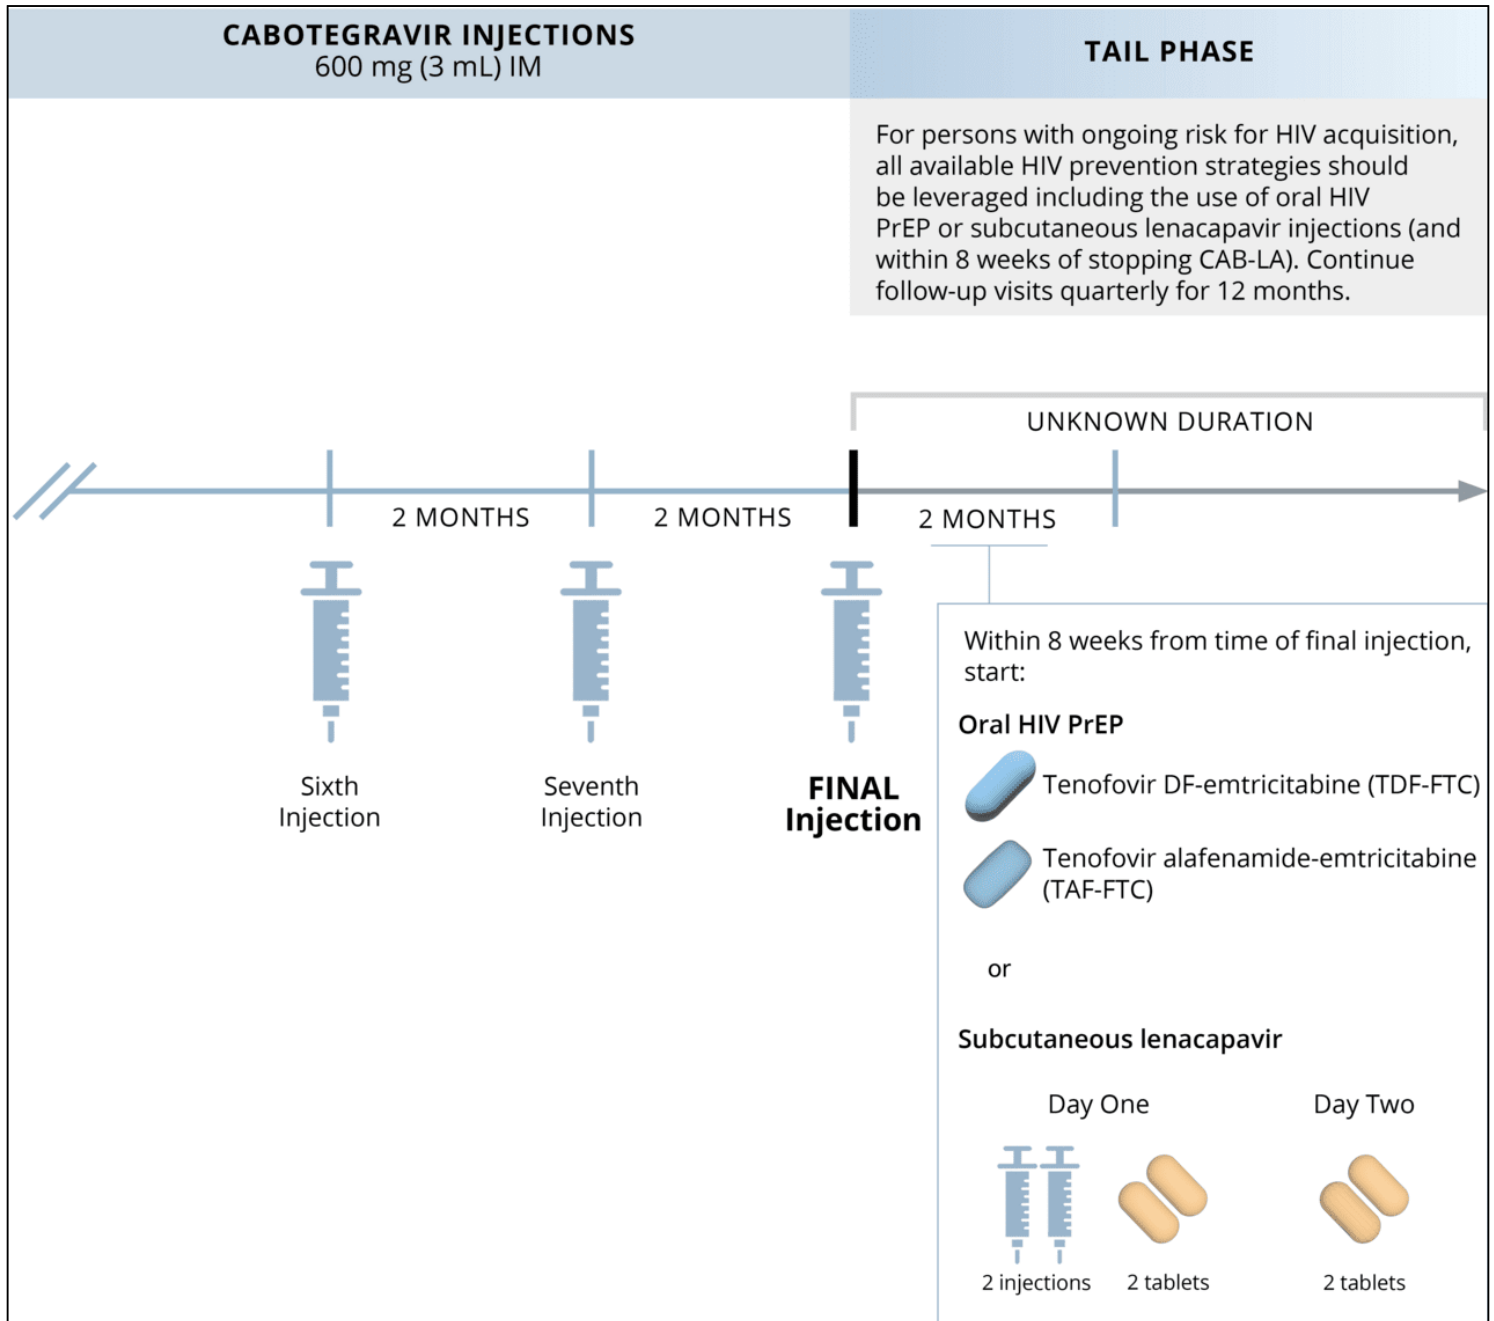 CABOTEGRAVIR INJECTIONS
600 mg (3 mL) IM
TAIL PHASE
For persons with ongoing risk for HIV acquisition,
all available HIV prevention strategies should
be leveraged including the use of oral HIV
PrEP or subcutaneous lenacapavir injections (and
within 8 weeks of stopping CAB-LA). Continue
follow-up visits quarterly for 12 months.
UNKNOWN DURATION
2 MONTHS
2 MONTHS
2 MONTHS
Sixth
Injection
Seventh
Injection
FINAL
Injection
Within 8 weeks from time of final injection,
start:
Oral HIV PrEP
Tenofovir DF-emtricitabine (TDF-FTC)
Tenofovir alafenamide-emtricitabine
(TAF-FTC)
or
Subcutaneous lenacapavir
Day One
Day Two
2 injections
2 tablets
2 tablets